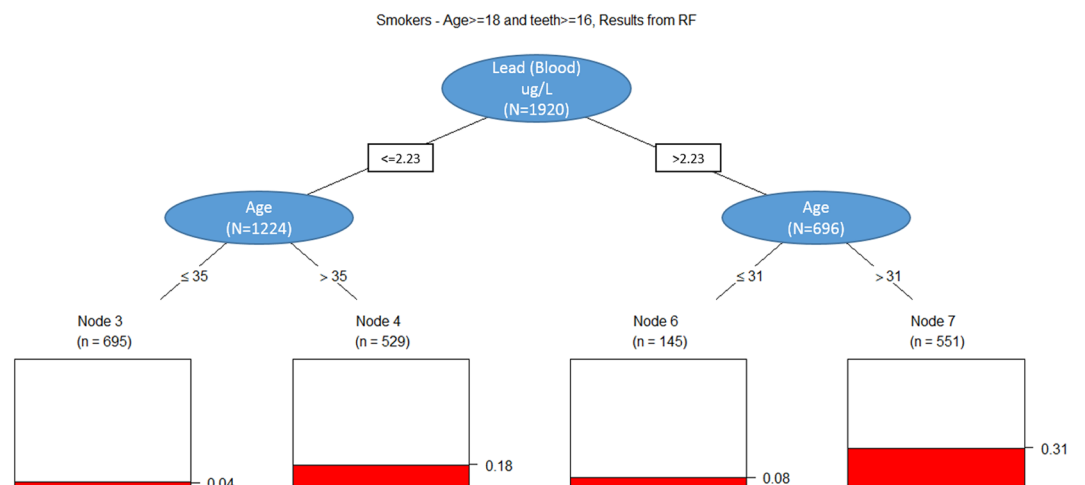 Smokers - Age>=18 and teeth>=16, Results from RF
Lead (Blood)
ug/L
(N=1920)
<=2.23
>2.23
Age
(N=1224)
Age
(N=696)
≤ 35
> 35
≤ 31
> 31
Node 3
(n = 695)
Node 4
(n = 529)
Node 6
(n = 145)
Node 7
(n = 551)
0.04
0.18
0.08
0.31